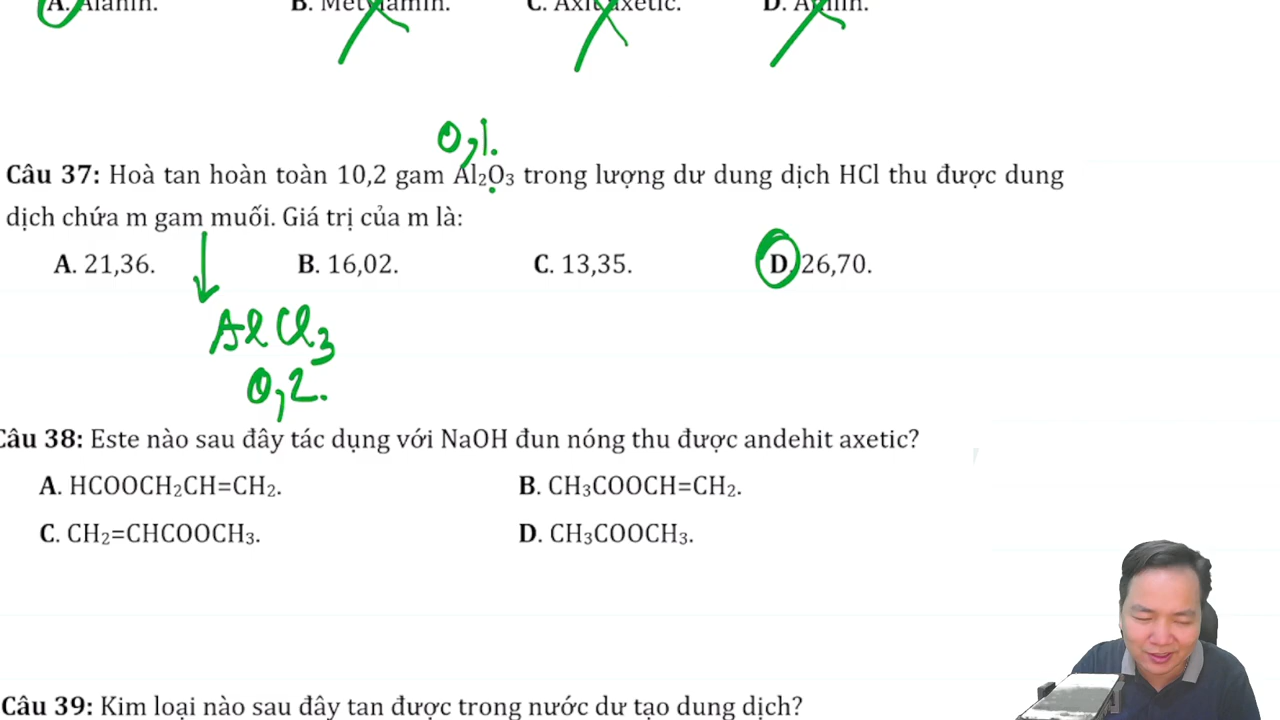 A. Alanin. B. Metylamin. C. Axit axetic. D. Anilin.
0,1.
Câu 37: Hoà tan hoàn toàn 10,2 gam Al₂O₃ trong lượng dư dung dịch HCl thu được dung
dịch chứa m gam muối. Giá trị của m là:
A. 21,36. B. 16,02. C. 13,35. D. 26,70.
AlCl₃
0,2.
Câu 38: Este nào sau đây tác dụng với NaOH đun nóng thu được andehit axetic?
A. HCOOCH₂CH=CH₂. B. CH₃COOCH=CH₂.
C. CH₂=CHCOOCH₃. D. CH₃COOCH₃.
Câu 39: Kim loại nào sau đây tan được trong nước dư tạo dung dịch?